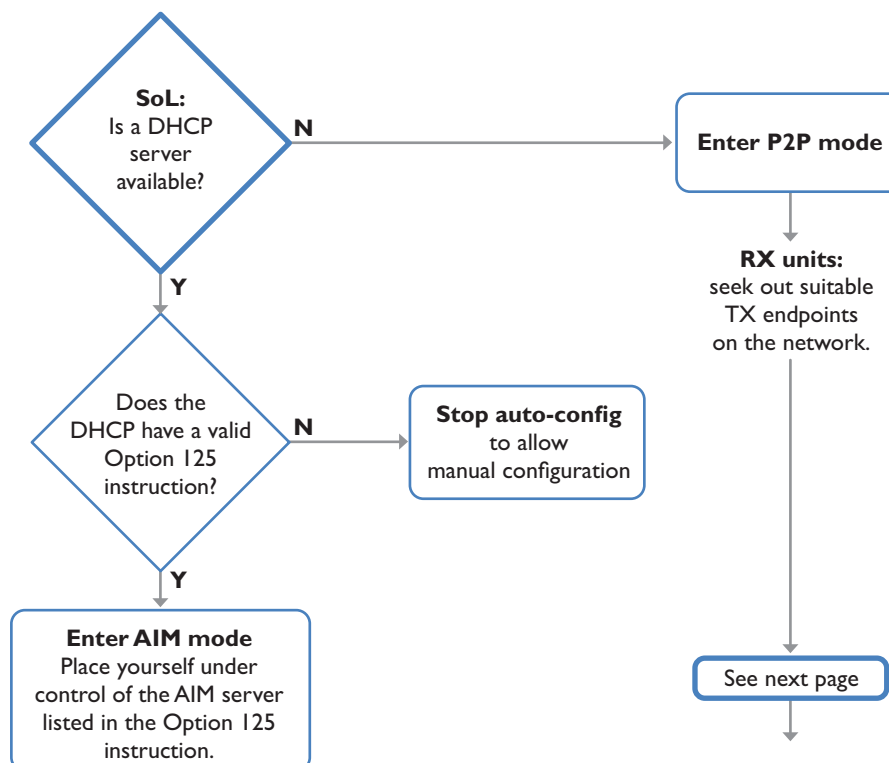 SoL:
Is a DHCP
server
available?
N
Enter P2P mode
Y
RX units:
seek out suitable
TX endpoints
on the network.
Does the
DHCP have a valid
Option 125
instruction?
N
Stop auto-config
to allow
manual configuration
Y
Enter AIM mode
Place yourself under
control of the AIM server
listed in the Option 125
instruction.
See next page